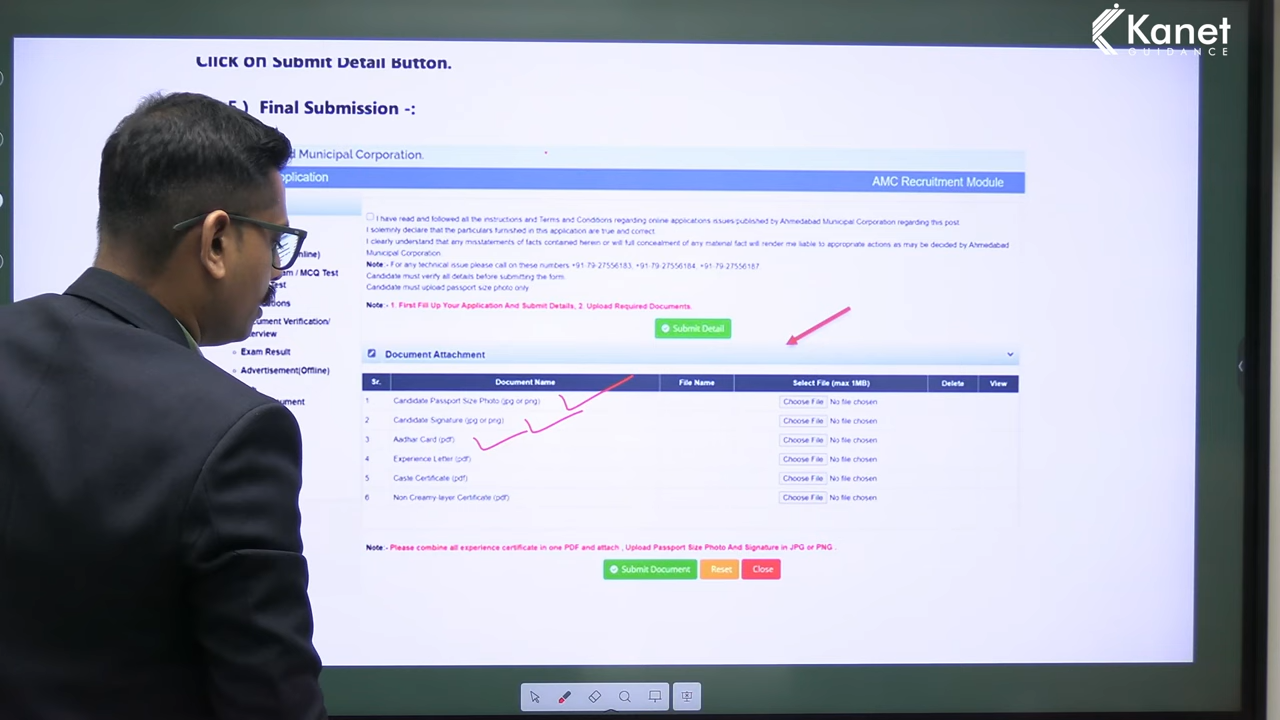 Kanet
GUIDANCE
Click on Submit Detail Button.
5.) Final Submission -:
d Municipal Corporation.
pplication
AMC Recruitment Module
I have read and followed all the instructions and Terms and Conditions regarding online applications issues/published by Ahmedabad Municipal Corporation regarding this post.
I solemnly declare that the particulars furnished in this application are true and correct.
I clearly understand that any misstatements of facts contained herein or will full concealment of any material fact will render me liable to appropriate actions as may be decided by Ahmedabad
Municipal Corporation
Note:- For any technical issue please call on these numbers +91-79-27556183, +91-79-27556184, +91-79-27556187
Candidate must verify all details before submitting the form.
Candidate must upload passport size photo only
Note:- 1. First Fill Up Your Application And Submit Details, 2. Upload Required Documents.
Submit Detail
nline)
am / MCQ Test
Test
ations
cument Verification/
erview
Exam Result
Advertisement(Offline)
ument
Document Attachment
Sr. Document Name File Name Select File (max 1MB) Delete View
1 Candidate Passport Size Photo (jpg or png) Choose File No file chosen
2 Candidate Signature (jpg or png) Choose File No file chosen
3 Aadhar Card (pdf) Choose File No file chosen
4 Experience Letter (pdf) Choose File No file chosen
5 Caste Certificate (pdf) Choose File No file chosen
6 Non Creamy-layer Certificate (pdf) Choose File No file chosen
Note:- Please combine all experience certificate in one PDF and attach , Upload Passport Size Photo And Signature in JPG or PNG .
Submit Document Reset Close